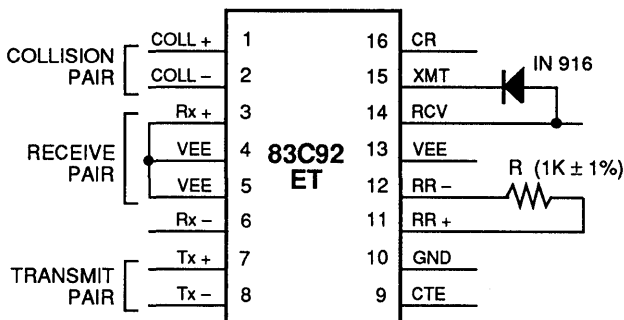 COLLISION
PAIR
COLL +
COLL –
RECEIVE
PAIR
Rx +
VEE
VEE
Rx –
TRANSMIT
PAIR
Tx +
Tx –
1
2
3
4
5
6
7
8
83C92
ET
16
15
14
13
12
11
10
9
CR
XMT
RCV
VEE
RR –
RR +
GND
CTE
IN 916
R (1K ± 1%)